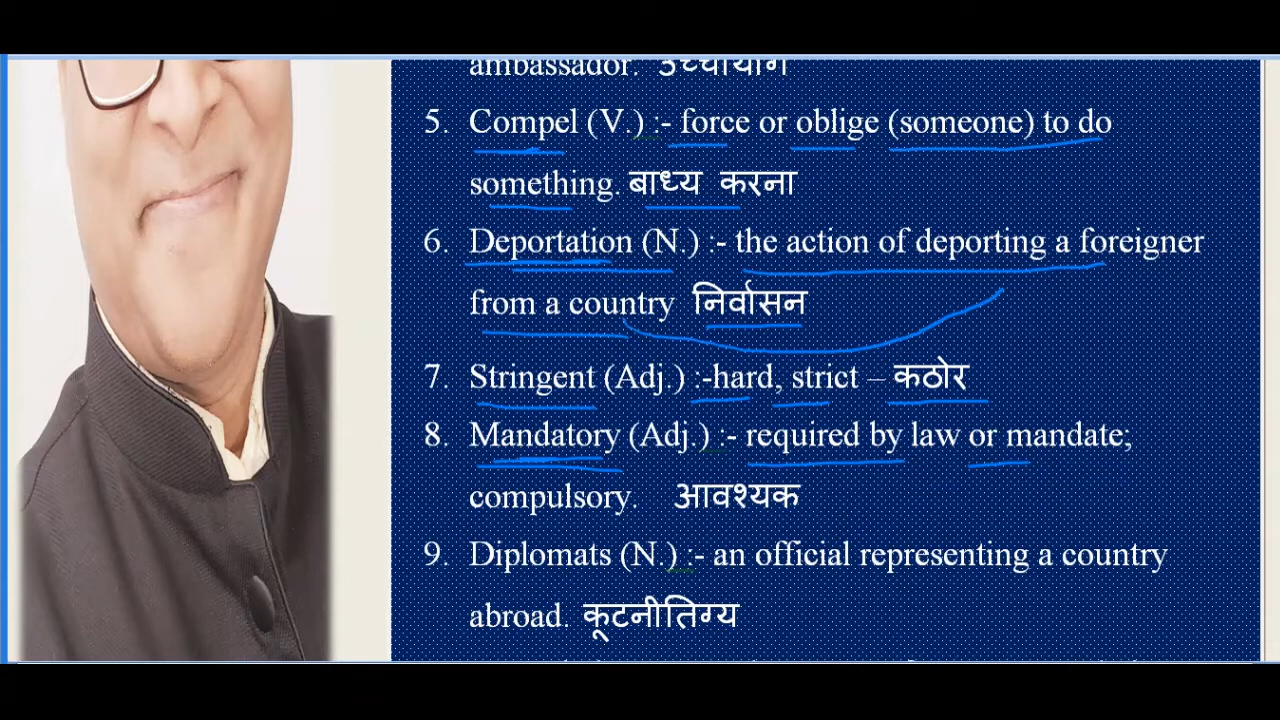 ambassador. उच्चायोग
5. Compel (V.) :- force or oblige (someone) to do
something. बाध्य करना
6. Deportation (N.) :- the action of deporting a foreigner
from a country निर्वासन
7. Stringent (Adj.) :-hard, strict – कठोर
8. Mandatory (Adj.) :- required by law or mandate;
compulsory. आवश्यक
9. Diplomats (N.) :- an official representing a country
abroad. कूटनीतिग्य